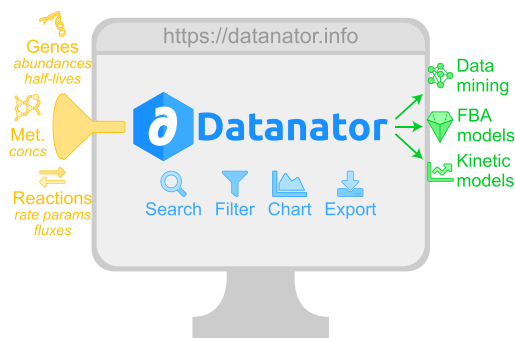 https://datanator.info
Genes
abundances
half-lives
Met.
concs
Reactions
rate params
fluxes
Datanator
Search
Filter
Chart
Export
Data
mining
FBA
models
Kinetic
models